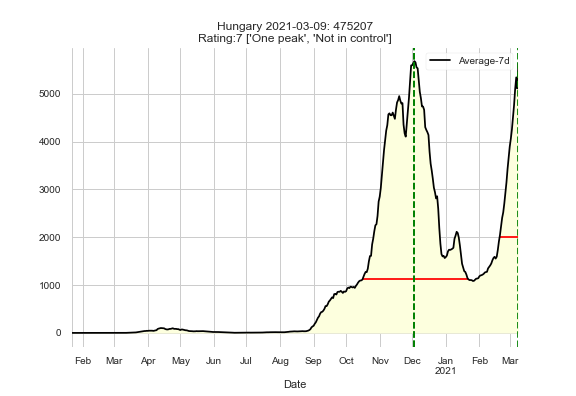 Hungary 2021-03-09: 475207
Rating:7 ['One peak', 'Not in control']
Average-7d
5000
4000
3000
2000
1000
0
Feb Mar Apr May Jun Jul Aug Sep Oct Nov Dec Jan Feb Mar
2021
Date